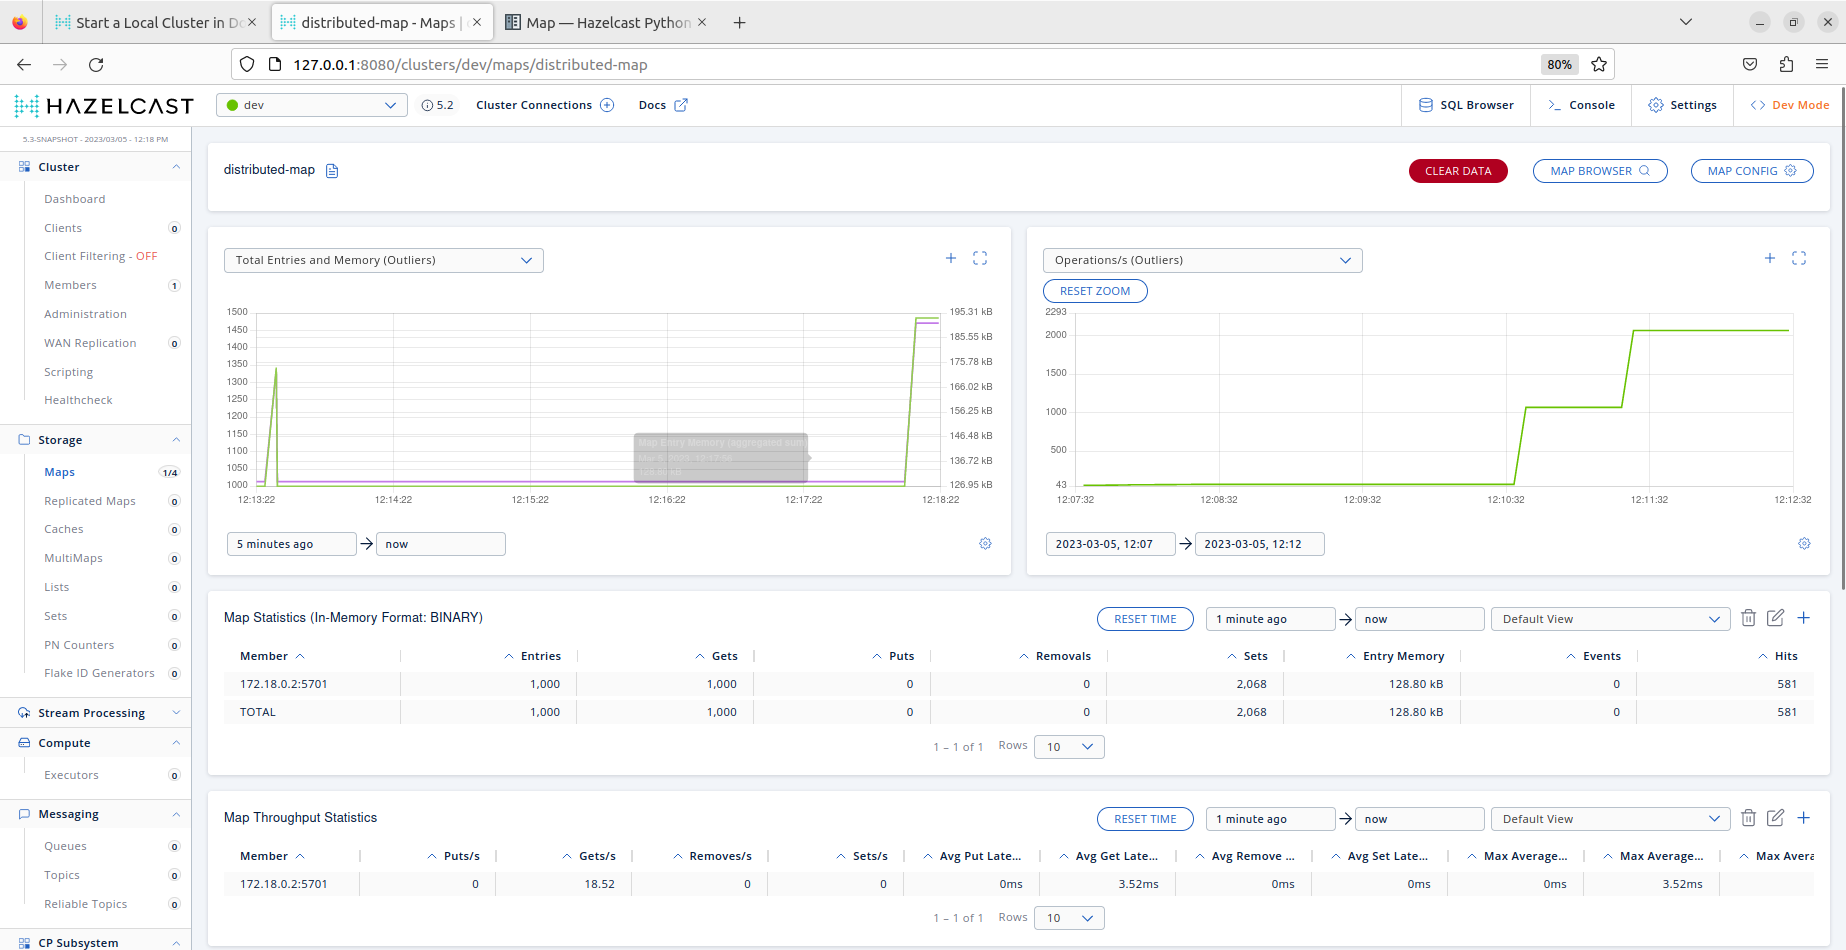 Start a Local Cluster in Do
distributed-map - Maps |
Map — Hazelcast Python
127.0.0.1:8080/clusters/dev/maps/distributed-map
80%
HAZELCAST
dev
5.2
Cluster Connections
Docs
SQL Browser
Console
Settings
Dev Mode
5.3-SNAPSHOT - 2023/03/05 - 12:18 PM
Cluster
Dashboard
Clients 0
Client Filtering - OFF
Members 1
Administration
WAN Replication 0
Scripting
Healthcheck
Storage
Maps 1/4
Replicated Maps 0
Caches 0
MultiMaps 0
Lists 0
Sets 0
PN Counters 0
Flake ID Generators 0
Stream Processing
Compute
Executors 0
Messaging
Queues 0
Topics 0
Reliable Topics 0
CP Subsystem
distributed-map
CLEAR DATA
MAP BROWSER
MAP CONFIG
Total Entries and Memory (Outliers)
1500 195.31 kB
1450 185.55 kB
1400
1350 175.78 kB
1300 166.02 kB
1250
1200 156.25 kB
1150 146.48 kB
1100
1050 136.72 kB
1000 126.95 kB
Map Entry Memory (aggregated sum)
12:13:22 12:14:22 12:15:22 12:16:22 12:17:22 12:18:22
5 minutes ago → now
Operations/s (Outliers)
RESET ZOOM
2293
2000
1500
1000
500
43
12:07:32 12:08:32 12:09:32 12:10:32 12:11:32 12:12:32
2023-03-05, 12:07 → 2023-03-05, 12:12
Map Statistics (In-Memory Format: BINARY)
RESET TIME 1 minute ago → now Default View
Member Entries Gets Puts Removals Sets Entry Memory Events Hits
172.18.0.2:5701 1,000 1,000 0 0 2,068 128.80 kB 0 581
TOTAL 1,000 1,000 0 0 2,068 128.80 kB 0 581
1 – 1 of 1 Rows 10
Map Throughput Statistics
RESET TIME 1 minute ago → now Default View
Member Puts/s Gets/s Removes/s Sets/s Avg Put Late... Avg Get Late... Avg Remove ... Avg Set Late... Max Average... Max Average... Max Avera
172.18.0.2:5701 0 18.52 0 0 0ms 3.52ms 0ms 0ms 0ms 3.52ms
1 – 1 of 1 Rows 10